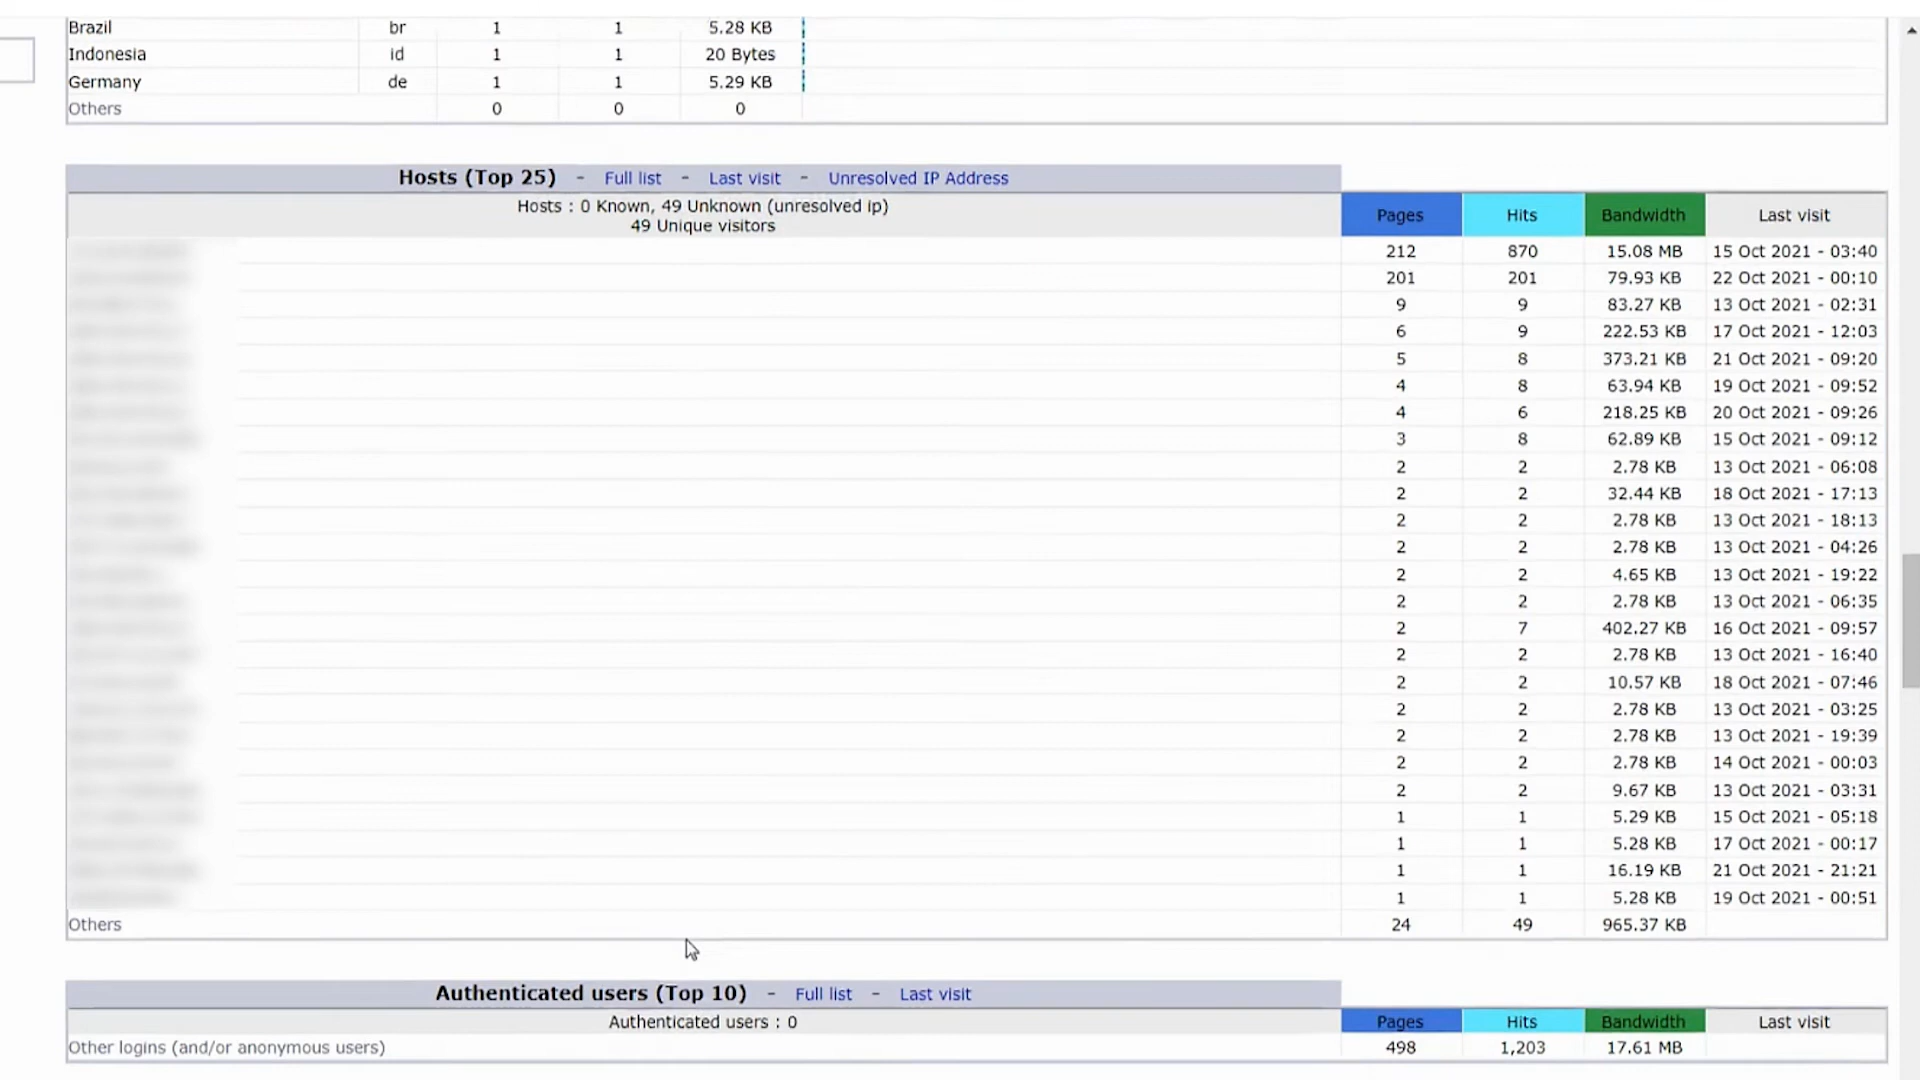 Brazil br 1 1 5.28 KB
Indonesia id 1 1 20 Bytes
Germany de 1 1 5.29 KB
Others 0 0 0
Hosts (Top 25) - Full list - Last visit - Unresolved IP Address
Hosts : 0 Known, 49 Unknown (unresolved ip)
49 Unique visitors
Pages Hits Bandwidth Last visit
212 870 15.08 MB 15 Oct 2021 - 03:40
201 201 79.93 KB 22 Oct 2021 - 00:10
9 9 83.27 KB 13 Oct 2021 - 02:31
6 9 222.53 KB 17 Oct 2021 - 12:03
5 8 373.21 KB 21 Oct 2021 - 09:20
4 8 63.94 KB 19 Oct 2021 - 09:52
4 6 218.25 KB 20 Oct 2021 - 09:26
3 8 62.89 KB 15 Oct 2021 - 09:12
2 2 2.78 KB 13 Oct 2021 - 06:08
2 2 32.44 KB 18 Oct 2021 - 17:13
2 2 2.78 KB 13 Oct 2021 - 18:13
2 2 2.78 KB 13 Oct 2021 - 04:26
2 2 4.65 KB 13 Oct 2021 - 19:22
2 2 2.78 KB 13 Oct 2021 - 06:35
2 7 402.27 KB 16 Oct 2021 - 09:57
2 2 2.78 KB 13 Oct 2021 - 16:40
2 2 10.57 KB 18 Oct 2021 - 07:46
2 2 2.78 KB 13 Oct 2021 - 03:25
2 2 2.78 KB 13 Oct 2021 - 19:39
2 2 2.78 KB 14 Oct 2021 - 00:03
2 2 9.67 KB 13 Oct 2021 - 03:31
1 1 5.29 KB 15 Oct 2021 - 05:18
1 1 5.28 KB 17 Oct 2021 - 00:17
1 1 16.19 KB 21 Oct 2021 - 21:21
1 1 5.28 KB 19 Oct 2021 - 00:51
Others 24 49 965.37 KB
Authenticated users (Top 10) - Full list - Last visit
Authenticated users : 0 Pages Hits Bandwidth Last visit
Other logins (and/or anonymous users) 498 1,203 17.61 MB